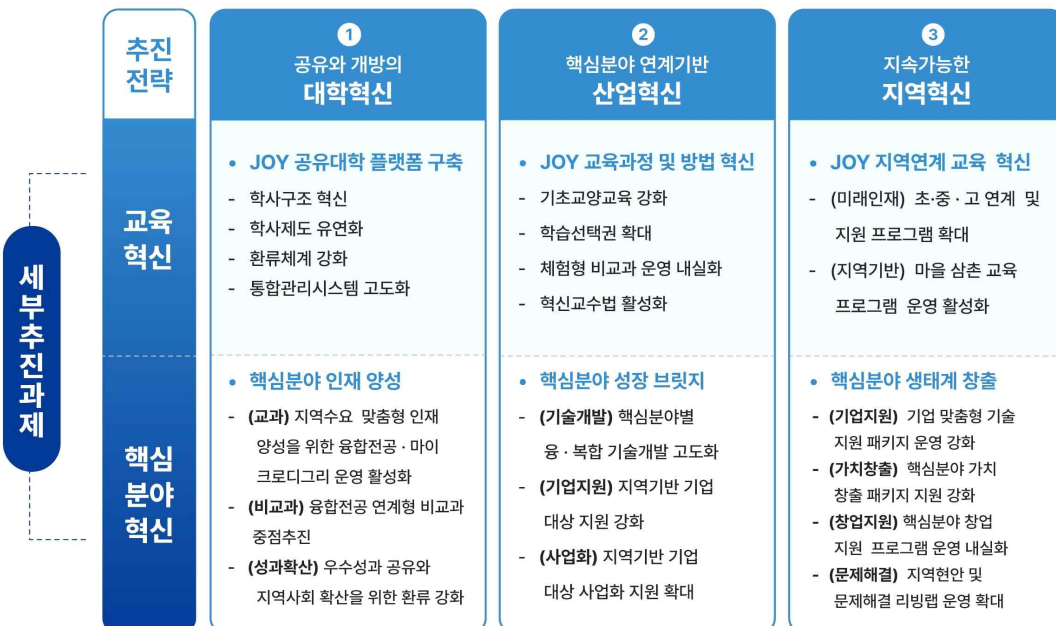 추진
전략
1
공유와 개방의
대학혁신
2
핵심분야 연계기반
산업혁신
3
지속가능한
지역혁신
세부추진과제
교육
혁신
• JOY 공유대학 플랫폼 구축
- 학사구조 혁신
- 학사제도 유연화
- 환류체계 강화
- 통합관리시스템 고도화
• JOY 교육과정 및 방법 혁신
- 기초교양교육 강화
- 학습선택권 확대
- 체험형 비교과 운영 내실화
- 혁신교수법 활성화
• JOY 지역연계 교육 혁신
- (미래인재) 초·중·고 연계 및
지원 프로그램 확대
- (지역기반) 마을 삼촌 교육
프로그램 운영 활성화
핵심
분야
혁신
• 핵심분야 인재 양성
- (교과) 지역수요 맞춤형 인재
양성을 위한 융합전공·마이
크로디그리 운영 활성화
- (비교과) 융합전공 연계형 비교과
중점추진
- (성과확산) 우수성과 공유와
지역사회 확산을 위한 환류 강화
• 핵심분야 성장 브릿지
- (기술개발) 핵심분야별
융·복합 기술개발 고도화
- (기업지원) 지역기반 기업
대상 지원 강화
- (사업화) 지역기반 기업
대상 사업화 지원 확대
• 핵심분야 생태계 창출
- (기업지원) 기업 맞춤형 기술
지원 패키지 운영 강화
- (가치창출) 핵심분야 가치
창출 패키지 지원 강화
- (창업지원) 핵심분야 창업
지원 프로그램 운영 내실화
- (문제해결) 지역현안 및
문제해결 리빙랩 운영 확대